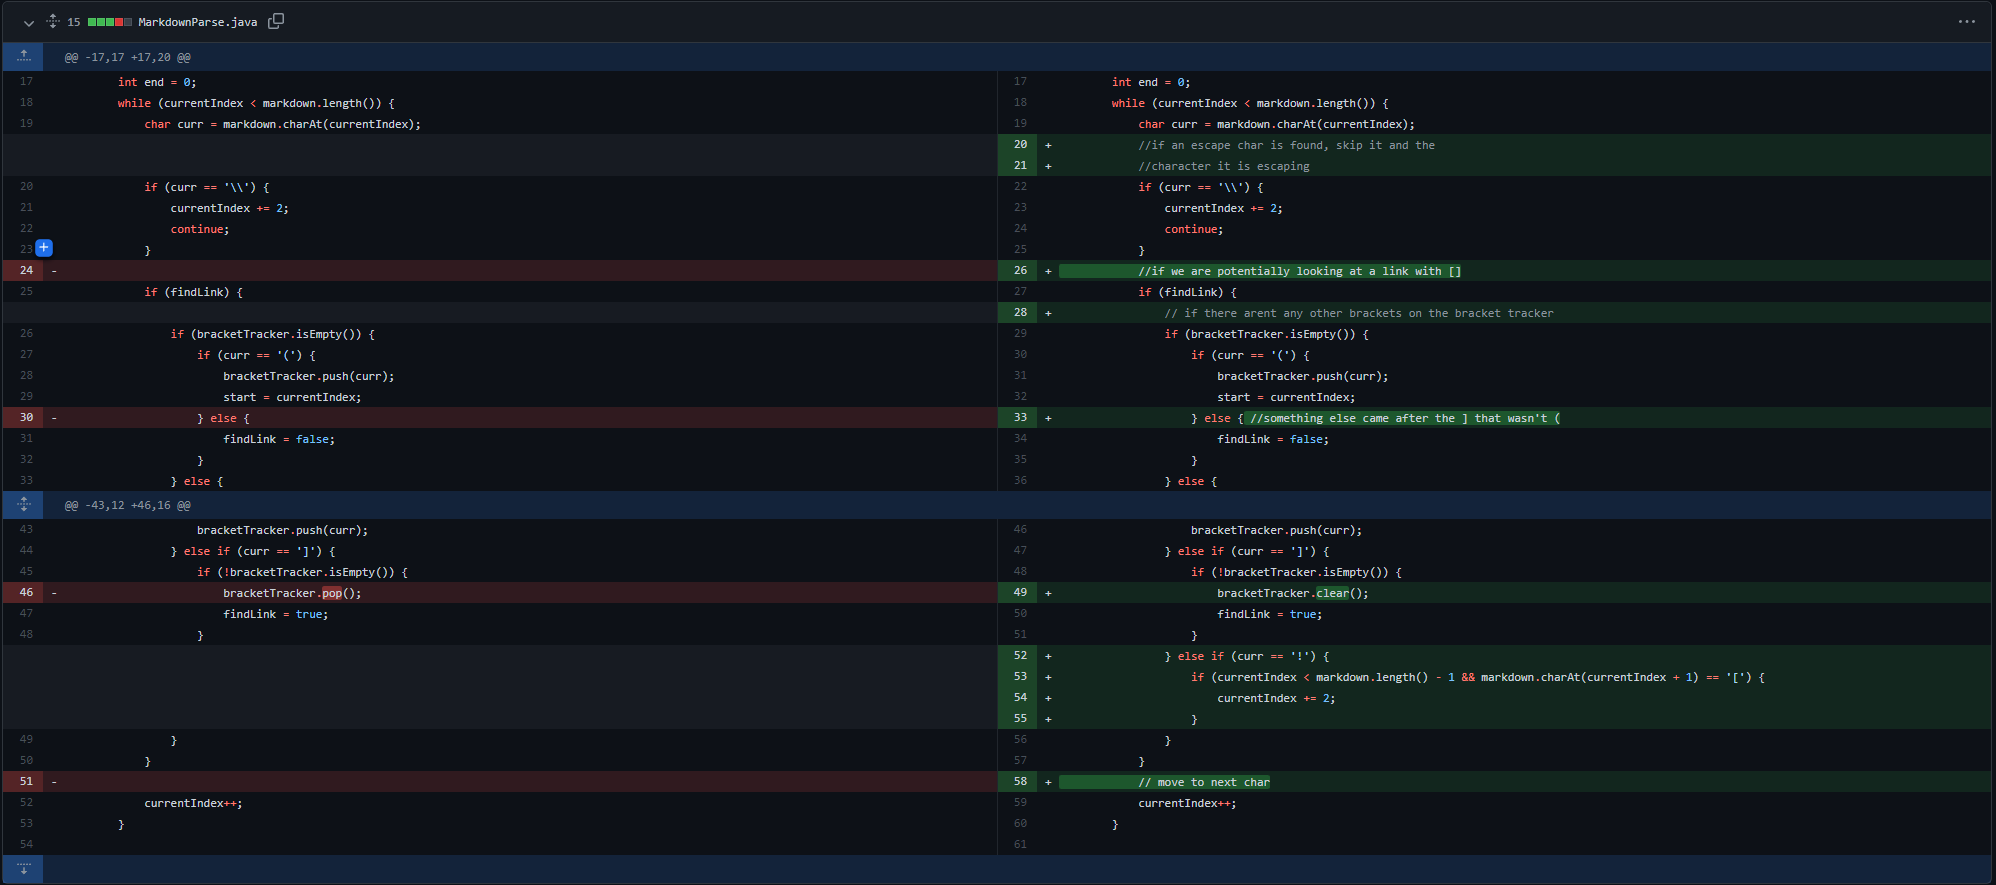 15 MarkdownParse.java
@@ -17,17 +17,20 @@
17 int end = 0;
18 while (currentIndex < markdown.length()) {
19 char curr = markdown.charAt(currentIndex);
20 if (curr == '\\') {
21 currentIndex += 2;
22 continue;
23 }
24 -
25 if (findLink) {
26 if (bracketTracker.isEmpty()) {
27 if (curr == '(') {
28 bracketTracker.push(curr);
29 start = currentIndex;
30 - } else {
31 findLink = false;
32 }
33 } else {
17 int end = 0;
18 while (currentIndex < markdown.length()) {
19 char curr = markdown.charAt(currentIndex);
20 + //if an escape char is found, skip it and the
21 + //character it is escaping
22 if (curr == '\\') {
23 currentIndex += 2;
24 continue;
25 }
26 + //if we are potentially looking at a link with []
27 if (findLink) {
28 + // if there arent any other brackets on the bracket tracker
29 if (bracketTracker.isEmpty()) {
30 if (curr == '(') {
31 bracketTracker.push(curr);
32 start = currentIndex;
33 + } else { //something else came after the ] that wasn't (
34 findLink = false;
35 }
36 } else {
@@ -43,12 +46,16 @@
43 bracketTracker.push(curr);
44 } else if (curr == ']') {
45 if (!bracketTracker.isEmpty()) {
46 - bracketTracker.pop();
47 findLink = true;
48 }
49 }
50 }
51 -
52 currentIndex++;
53 }
54
46 bracketTracker.push(curr);
47 } else if (curr == ']') {
48 if (!bracketTracker.isEmpty()) {
49 + bracketTracker.clear();
50 findLink = true;
51 }
52 + } else if (curr == '!') {
53 + if (currentIndex < markdown.length() - 1 && markdown.charAt(currentIndex + 1) == '[') {
54 + currentIndex += 2;
55 + }
56 }
57 }
58 + // move to next char
59 currentIndex++;
60 }
61